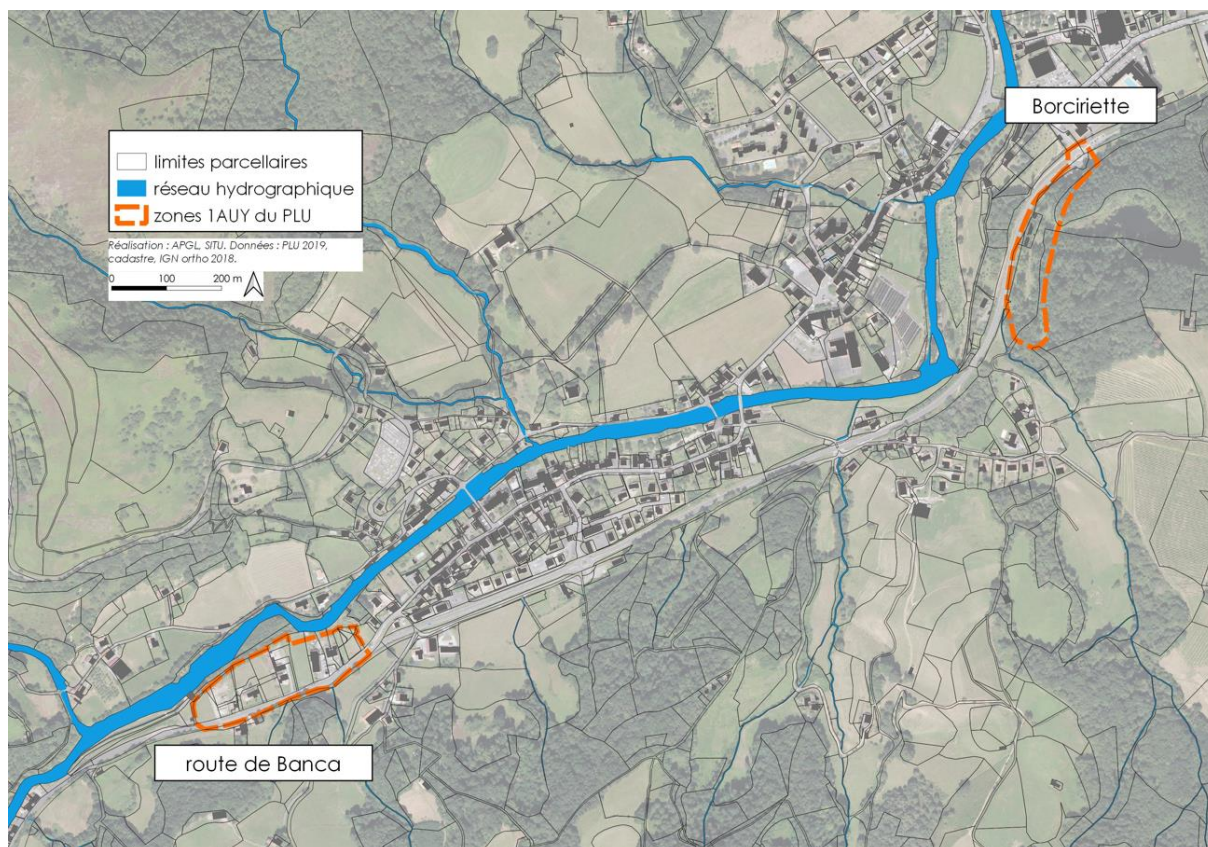 Borciriette
limites parcellaires
réseau hydrographique
zones 1AUY du PLU
Réalisation : APGL, SITU. Données : PLU 2019,
cadastre, IGN ortho 2018.
0 100 200 m
route de Banca